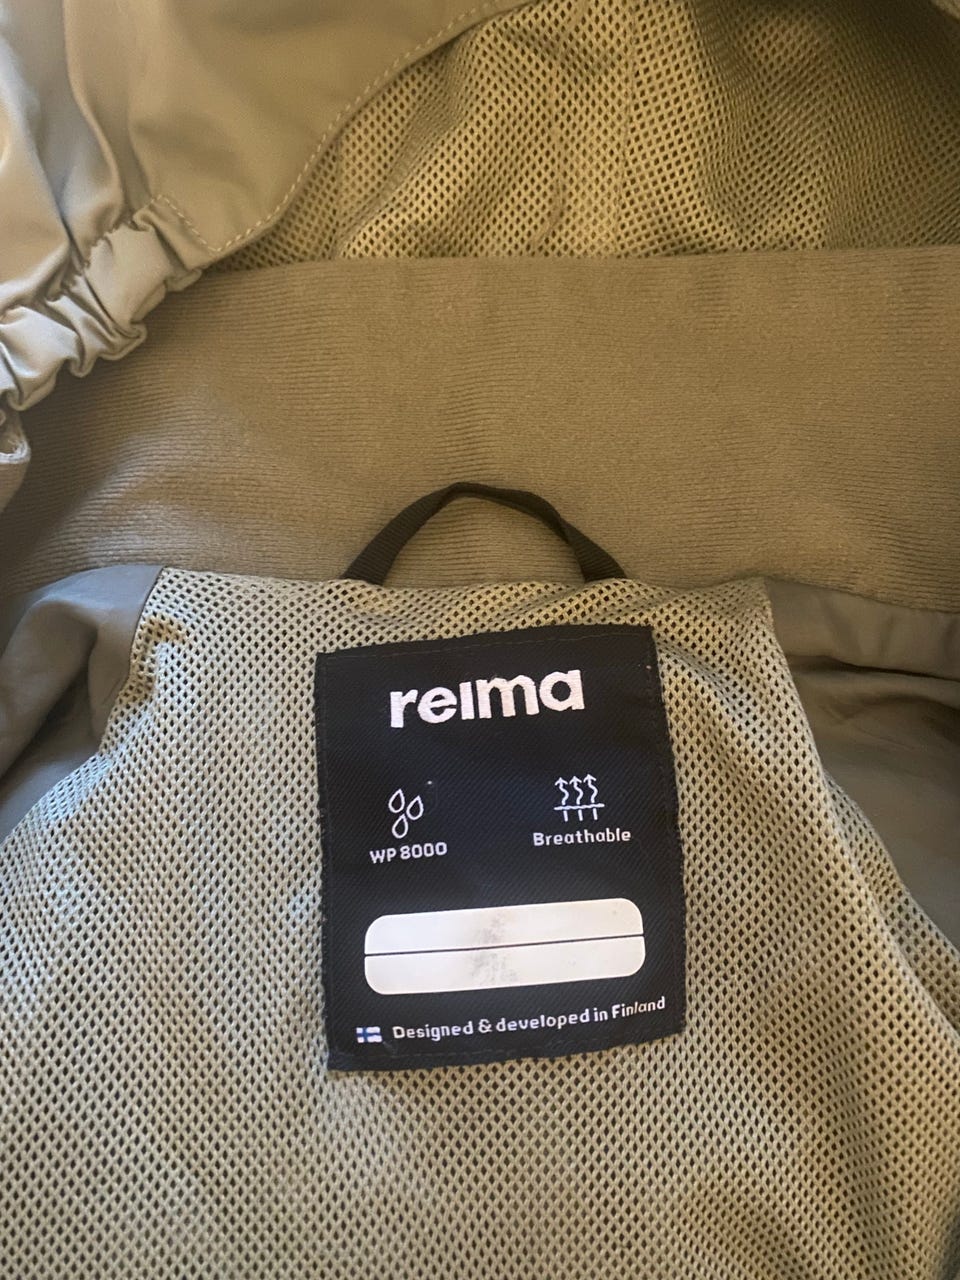 reima
WP 8000
Breathable
Designed & developed in Finland